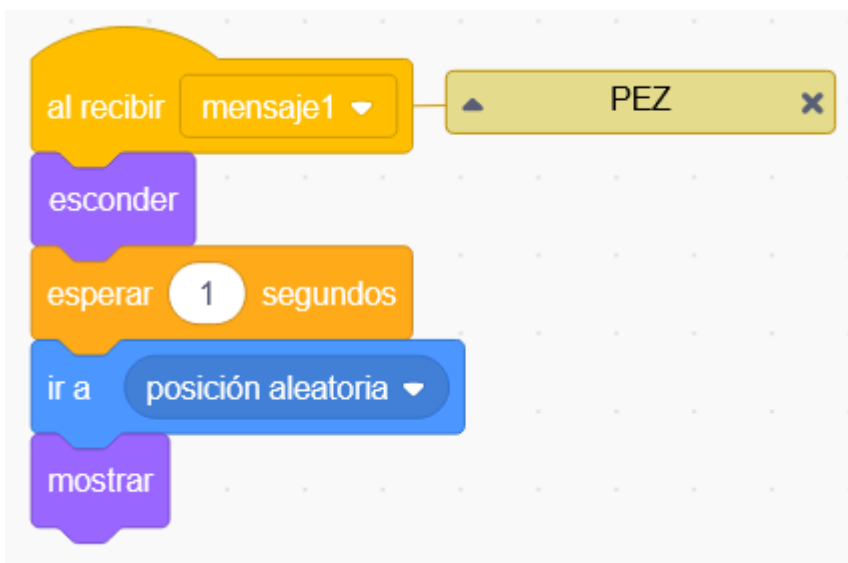 al recibir mensaje1 PEZ
esconder
esperar 1 segundos
ir a posición aleatoria
mostrar